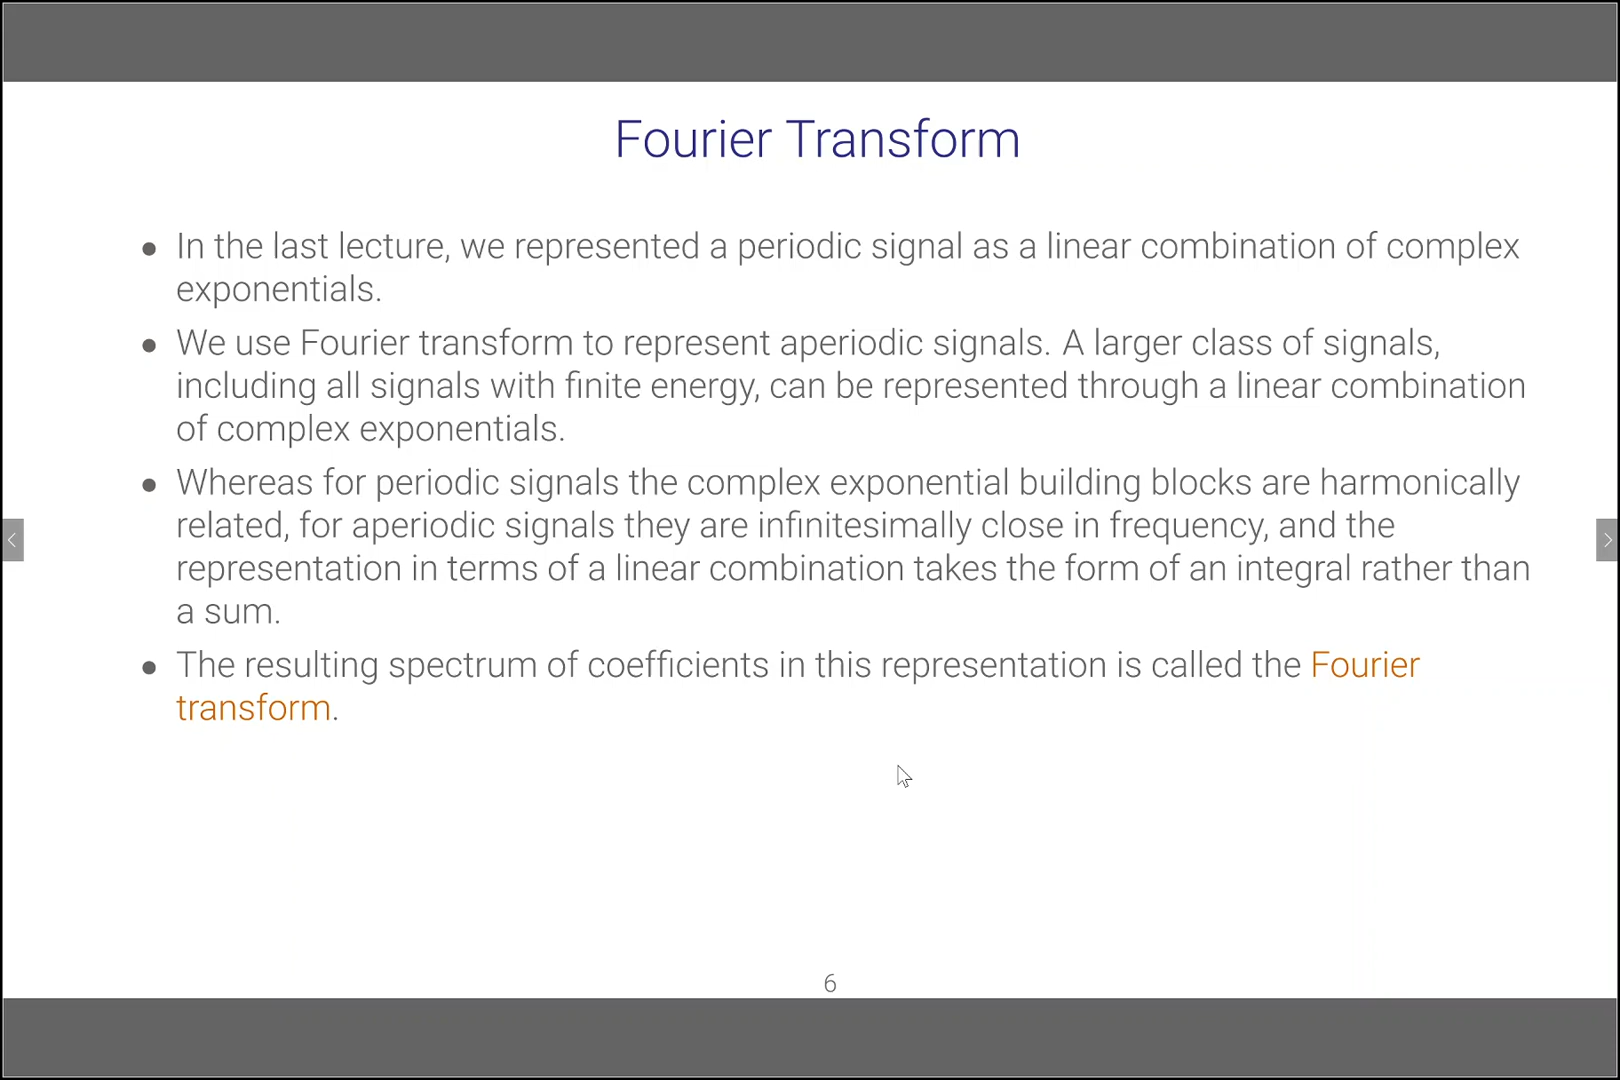 Fourier Transform
● In the last lecture, we represented a periodic signal as a linear combination of complex
exponentials.
● We use Fourier transform to represent aperiodic signals. A larger class of signals,
including all signals with finite energy, can be represented through a linear combination
of complex exponentials.
● Whereas for periodic signals the complex exponential building blocks are harmonically
related, for aperiodic signals they are infinitesimally close in frequency, and the
representation in terms of a linear combination takes the form of an integral rather than
a sum.
● The resulting spectrum of coefficients in this representation is called the Fourier
transform.
6